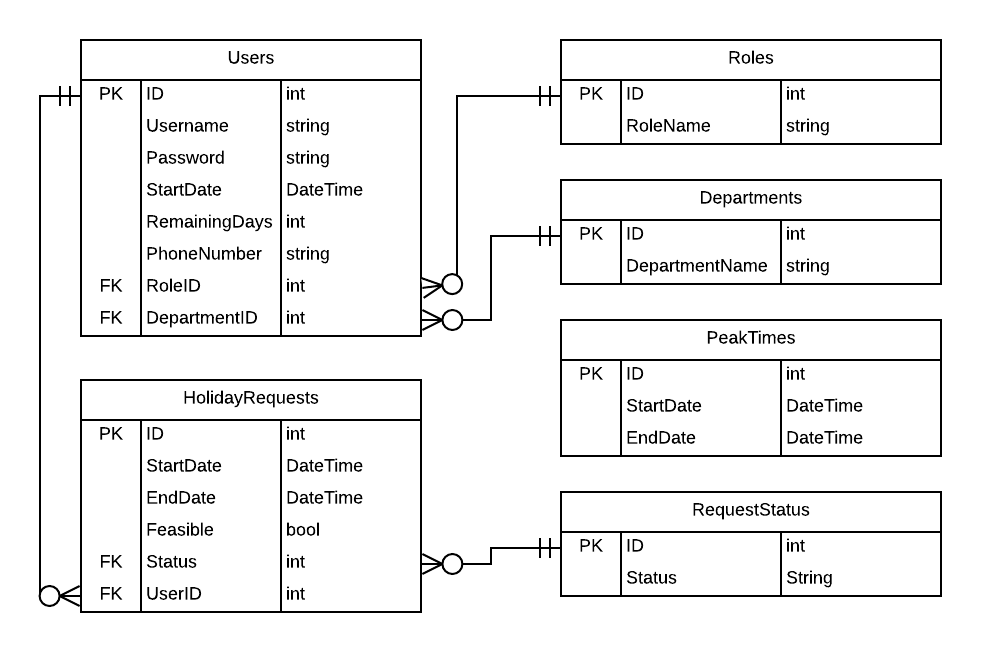 Users
PK ID int
Username string
Password string
StartDate DateTime
RemainingDays int
PhoneNumber string
FK RoleID int
FK DepartmentID int
HolidayRequests
PK ID int
StartDate DateTime
EndDate DateTime
Feasible bool
FK Status int
FK UserID int
Roles
PK ID int
RoleName string
Departments
PK ID int
DepartmentName string
PeakTimes
PK ID int
StartDate DateTime
EndDate DateTime
RequestStatus
PK ID int
Status String